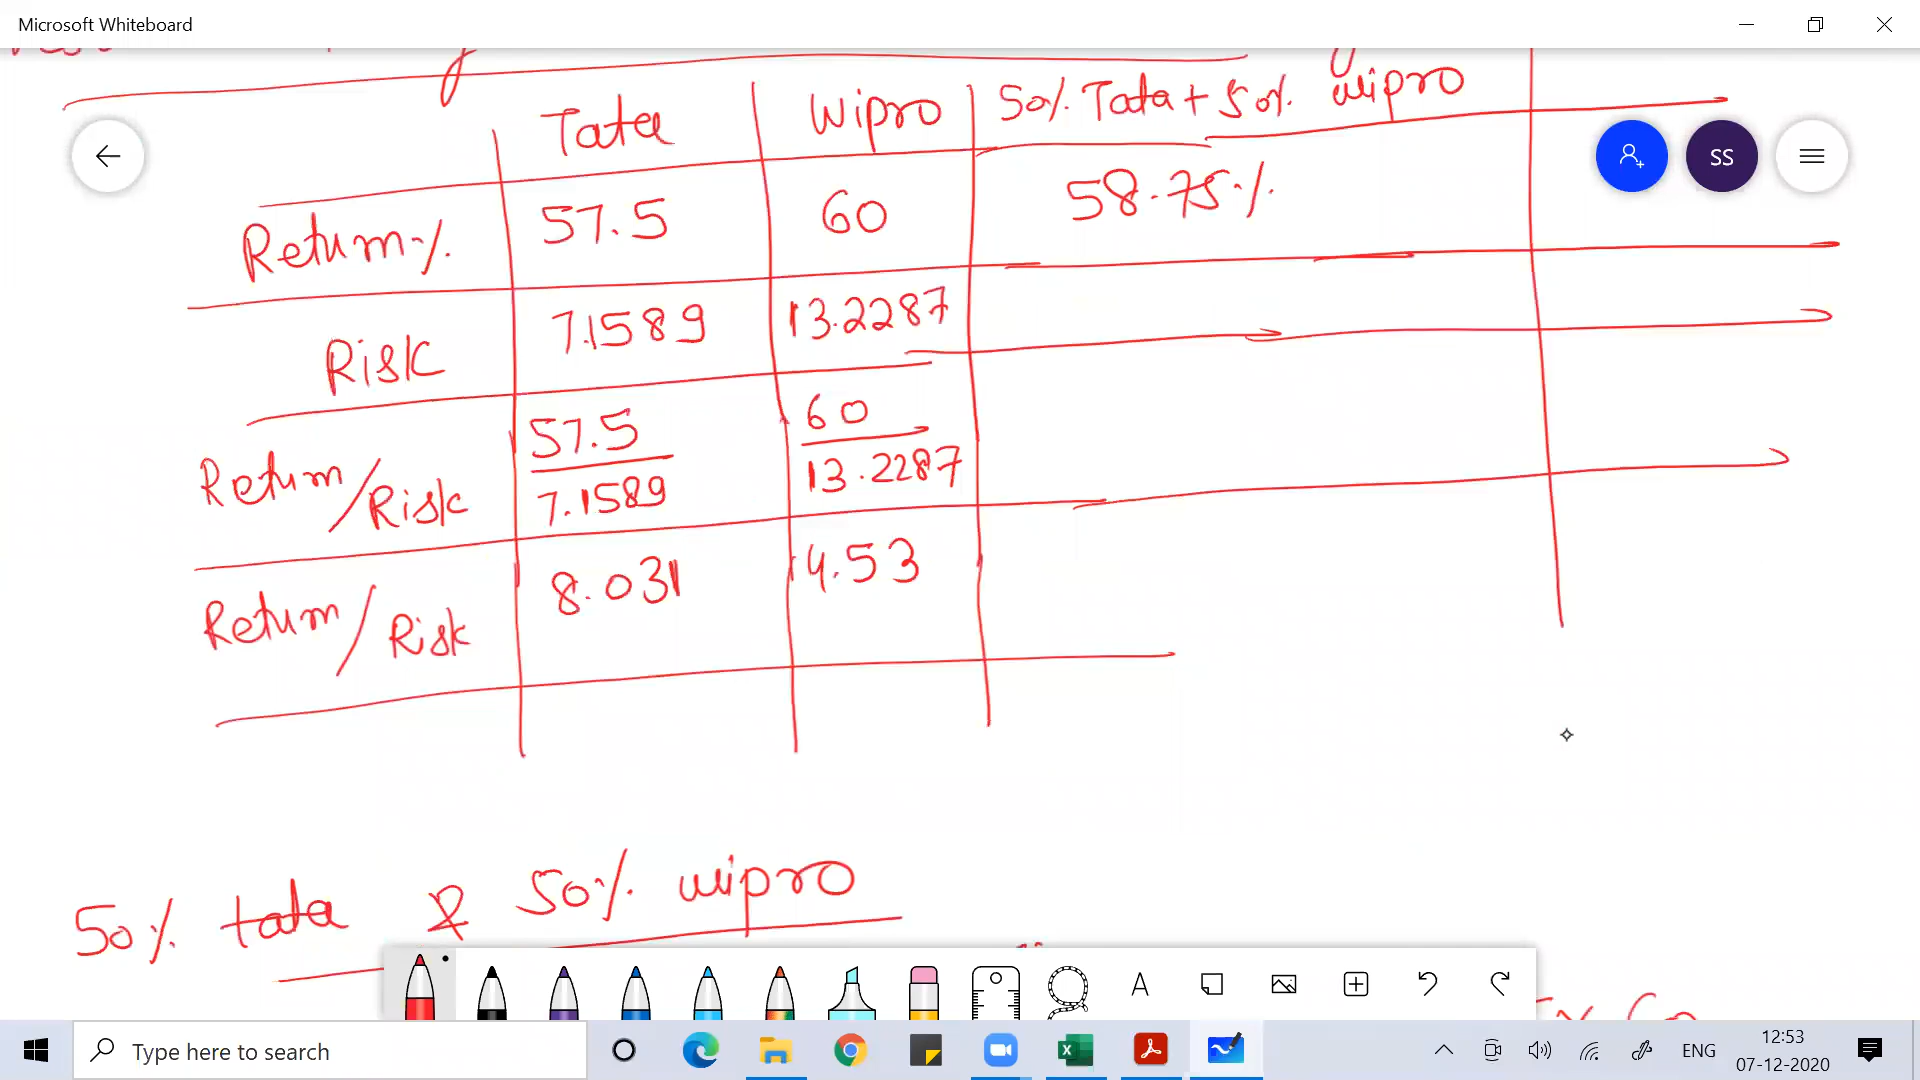 Microsoft Whiteboard
Tata Wipro 50% Tata + 50% wipro
SS
Return % 57.5 60 58.75 %
Risk 7.1589 13.2287
Return/Risk 57.5/7.1589 60/13.2287
Return/Risk 8.031 4.53
50% tata & 50% wipro
A
Type here to search
ENG
12:53
07-12-2020